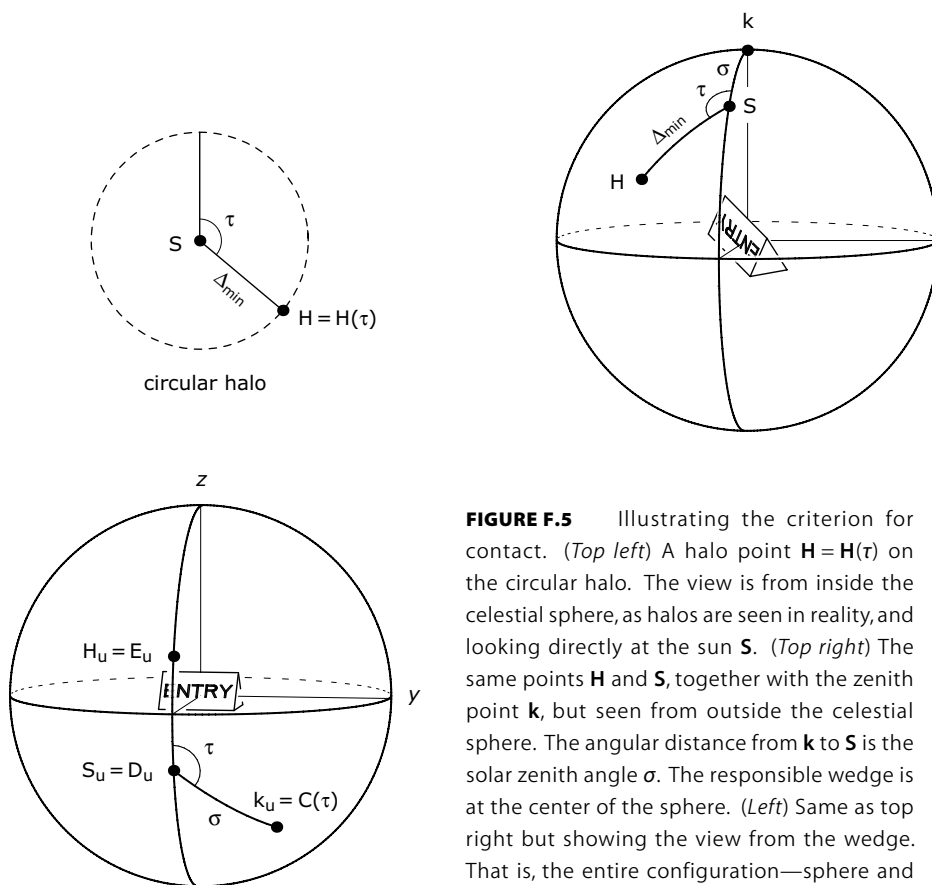 k
σ
τ
S
Δmin
H
ENTRY
τ
S
Δmin
H = H(τ)
circular halo
z
Hu = Eu
ENTRY
y
τ
Su = Du
ku = C(τ)
σ
FIGURE F.5 Illustrating the criterion for
contact. (Top left) A halo point H = H(τ) on
the circular halo. The view is from inside the
celestial sphere, as halos are seen in reality, and
looking directly at the sun S. (Top right) The
same points H and S, together with the zenith
point k, but seen from outside the celestial
sphere. The angular distance from k to S is the
solar zenith angle σ. The responsible wedge is
at the center of the sphere. (Left) Same as top
right but showing the view from the wedge.
That is, the entire configuration—sphere and